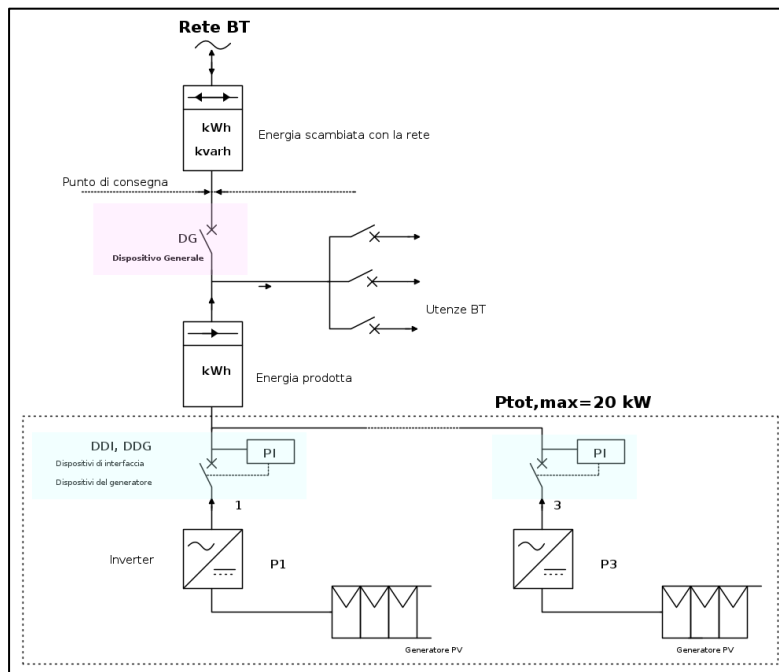 Rete BT
kWh
kvarh
Energia scambiata con la rete
Punto di consegna
DG
Dispositivo Generale
Utenze BT
kWh
Energia prodotta
Ptot,max=20 kW
DDI, DDG
Dispositivi di interfaccia
Dispositivi del generatore
PI
PI
1
3
Inverter
P1
P3
Generatore PV
Generatore PV